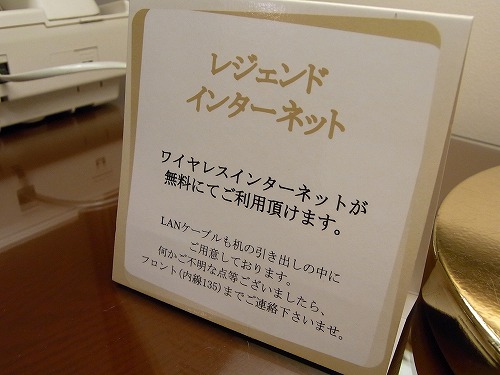 レジェンド
インターネット
ワイヤレスインターネットが
無料にてご利用頂けます。
LANケーブルも机の引き出しの中に
ご用意しております。
何かご不明な点等ございましたら、
フロント(内線135)までご連絡下さいませ。